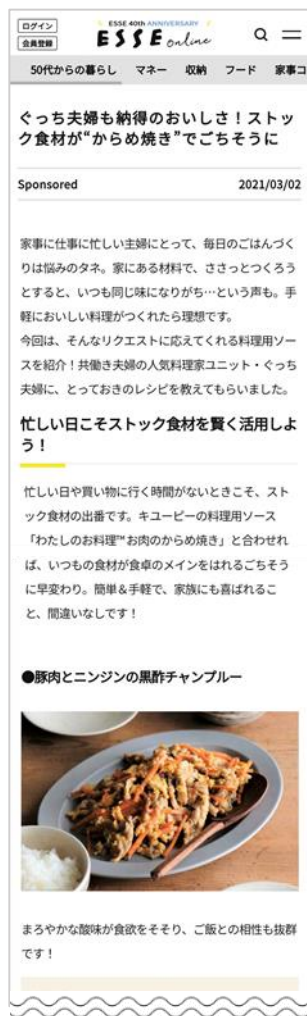 ログイン
会員登録
ESSE 40th ANNIVERSARY
ESSE online
50代からの暮らし マネー 収納 フード 家事コ
ぐっち夫婦も納得のおいしさ！ストッ
ク食材が“からめ焼き”でごちそうに
Sponsored 2021/03/02
家事に仕事に忙しい主婦にとって、毎日のごはんづく
りは悩みのタネ。家にある材料で、ささっとつくろう
とすると、いつも同じ味になりがち…という声も。手
軽においしい料理がつくれたら理想です。
今回は、そんなリクエストに応えてくれる料理用ソー
スを紹介！共働き夫婦の人気料理家ユニット・ぐっち
夫婦に、とっておきのレシピを教えてもらいました。
忙しい日こそストック食材を賢く活用しよ
う！
忙しい日や買い物に行く時間がないときこそ、スト
ック食材の出番です。キユーピーの料理用ソース
「わたしのお料理™お肉のからめ焼き」と合わせれ
ば、いつもの食材が食卓のメインをはれるごちそう
に早変わり。簡単＆手軽で、家族にも喜ばれるこ
と、間違いなしです！
●豚肉とニンジンの黒酢チャンプルー
まろやかな酸味が食欲をそそり、ご飯との相性も抜群
です！